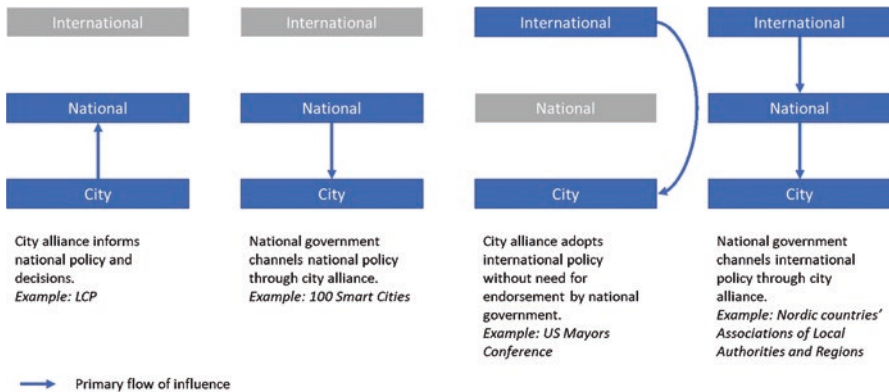 International
National
City
City alliance informs
national policy and
decisions.
Example: LCP
International
National
City
National government
channels national policy
through city alliance.
Example: 100 Smart Cities
International
National
City
City alliance adopts
international policy
without need for
endorsement by national
government.
Example: US Mayors
Conference
International
National
City
National government
channels international
policy through city
alliance.
Example: Nordic countries’
Associations of Local
Authorities and Regions
Primary flow of influence